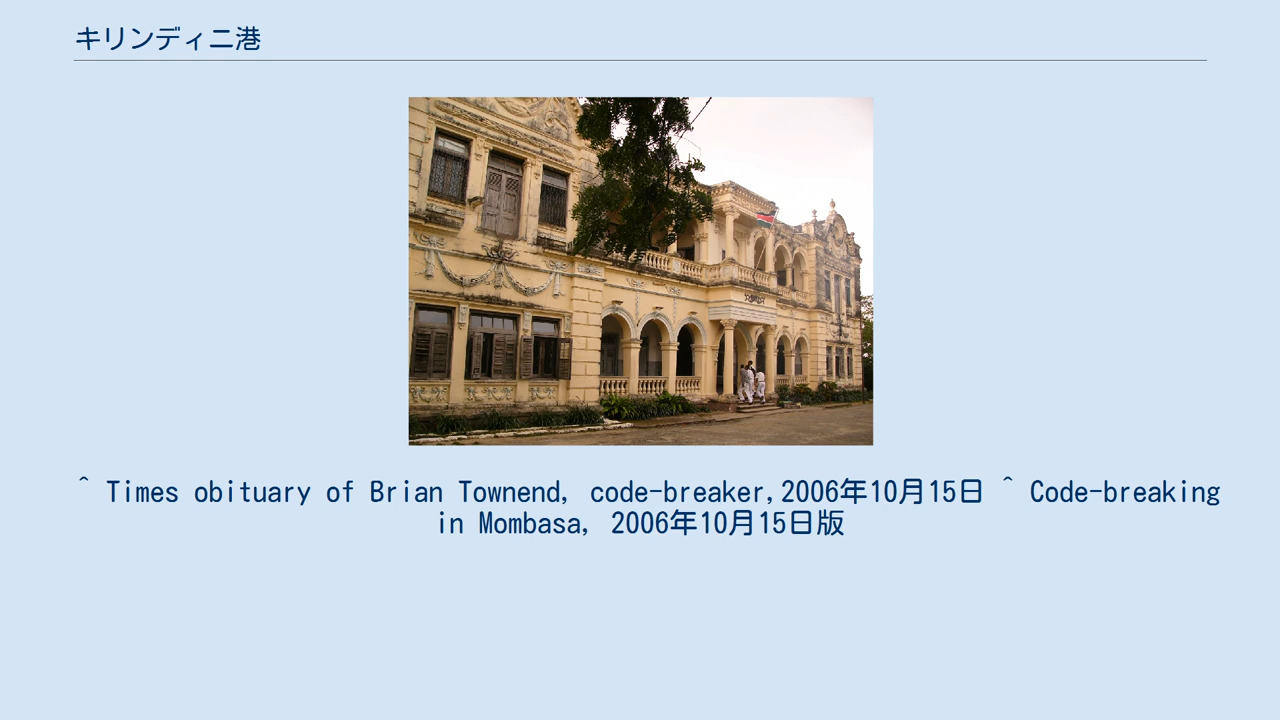 キリンディニ港
^ Times obituary of Brian Townend, code-breaker,2006年10月15日 ^ Code-breaking
in Mombasa, 2006年10月15日版